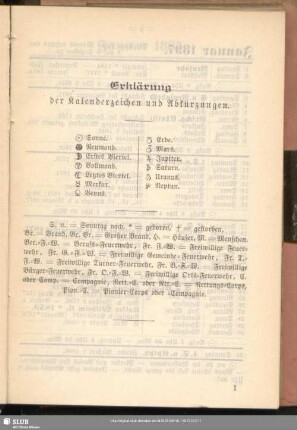 Erklärung
der Kalenderzeichen und Abkürzungen.
☉ Sonne.
Neumond.
Erstes Viertel.
Vollmond.
Letztes Viertel.
☿ Merkur.
♀ Venus.
Erde.
♂ Mars.
♃ Jupiter.
♄ Saturn.
Uranus.
Neptun.
S. n. = Sonntag nach. * = geboren, † = gestorben,
Br. = Brand, Gr. Br. = Großer Brand, H. = Häuser, M. = Menschen
Ber.-F.-W. = Berufs-Feuerwehr, Fr. F.-W. = Freiwillige Feuer-
wehr, Fr. G.-F.-W. = Freiwillige Gemeinde-Feuerwehr, Fr. T.-
F.-W. = Freiwillige Turner-Feuerwehr, Fr. B.-F.-W. = Freiwillige
Bürger-Feuerwehr, Fr. O.-F.-W. = Freiwillige Orts-Feuerwehr, C.
oder Comp. = Compagnie, Rett.-C. oder Rtt.-C. = Rettungs-Corps,
Pion.-C. = Pionier-Corps oder -Compagnie.
1
SLUB